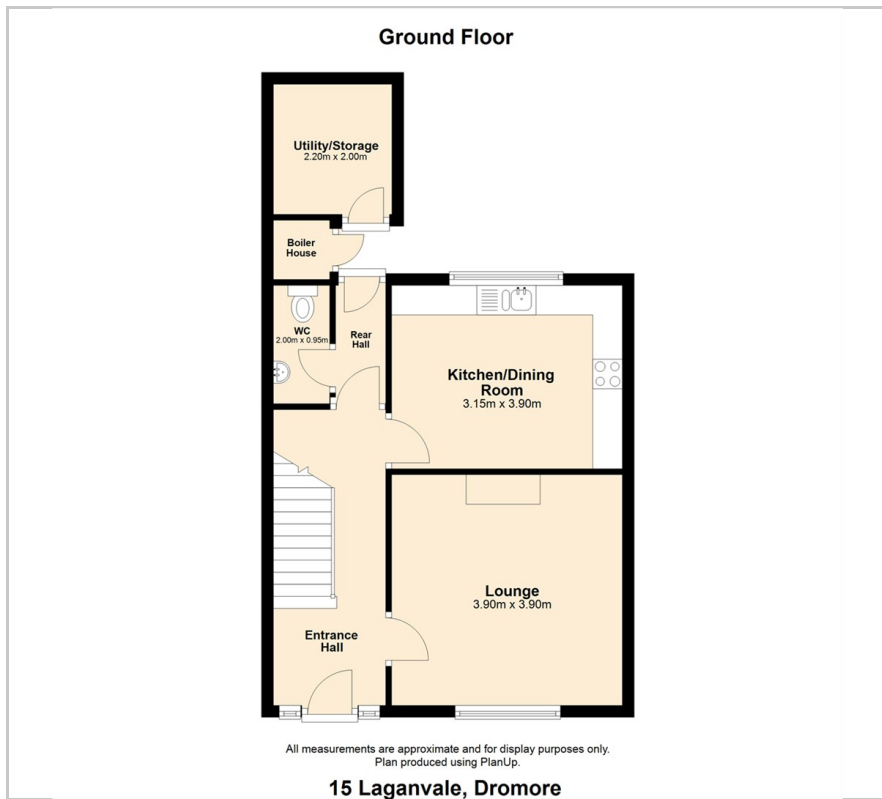 Ground Floor
Utility/Storage
2.20m x 2.00m
Boiler
House
WC
2.00m x 0.95m
Rear
Hall
Kitchen/Dining
Room
3.15m x 3.90m
Lounge
3.90m x 3.90m
Entrance
Hall
All measurements are approximate and for display purposes only.
Plan produced using PlanUp.
15 Laganvale, Dromore